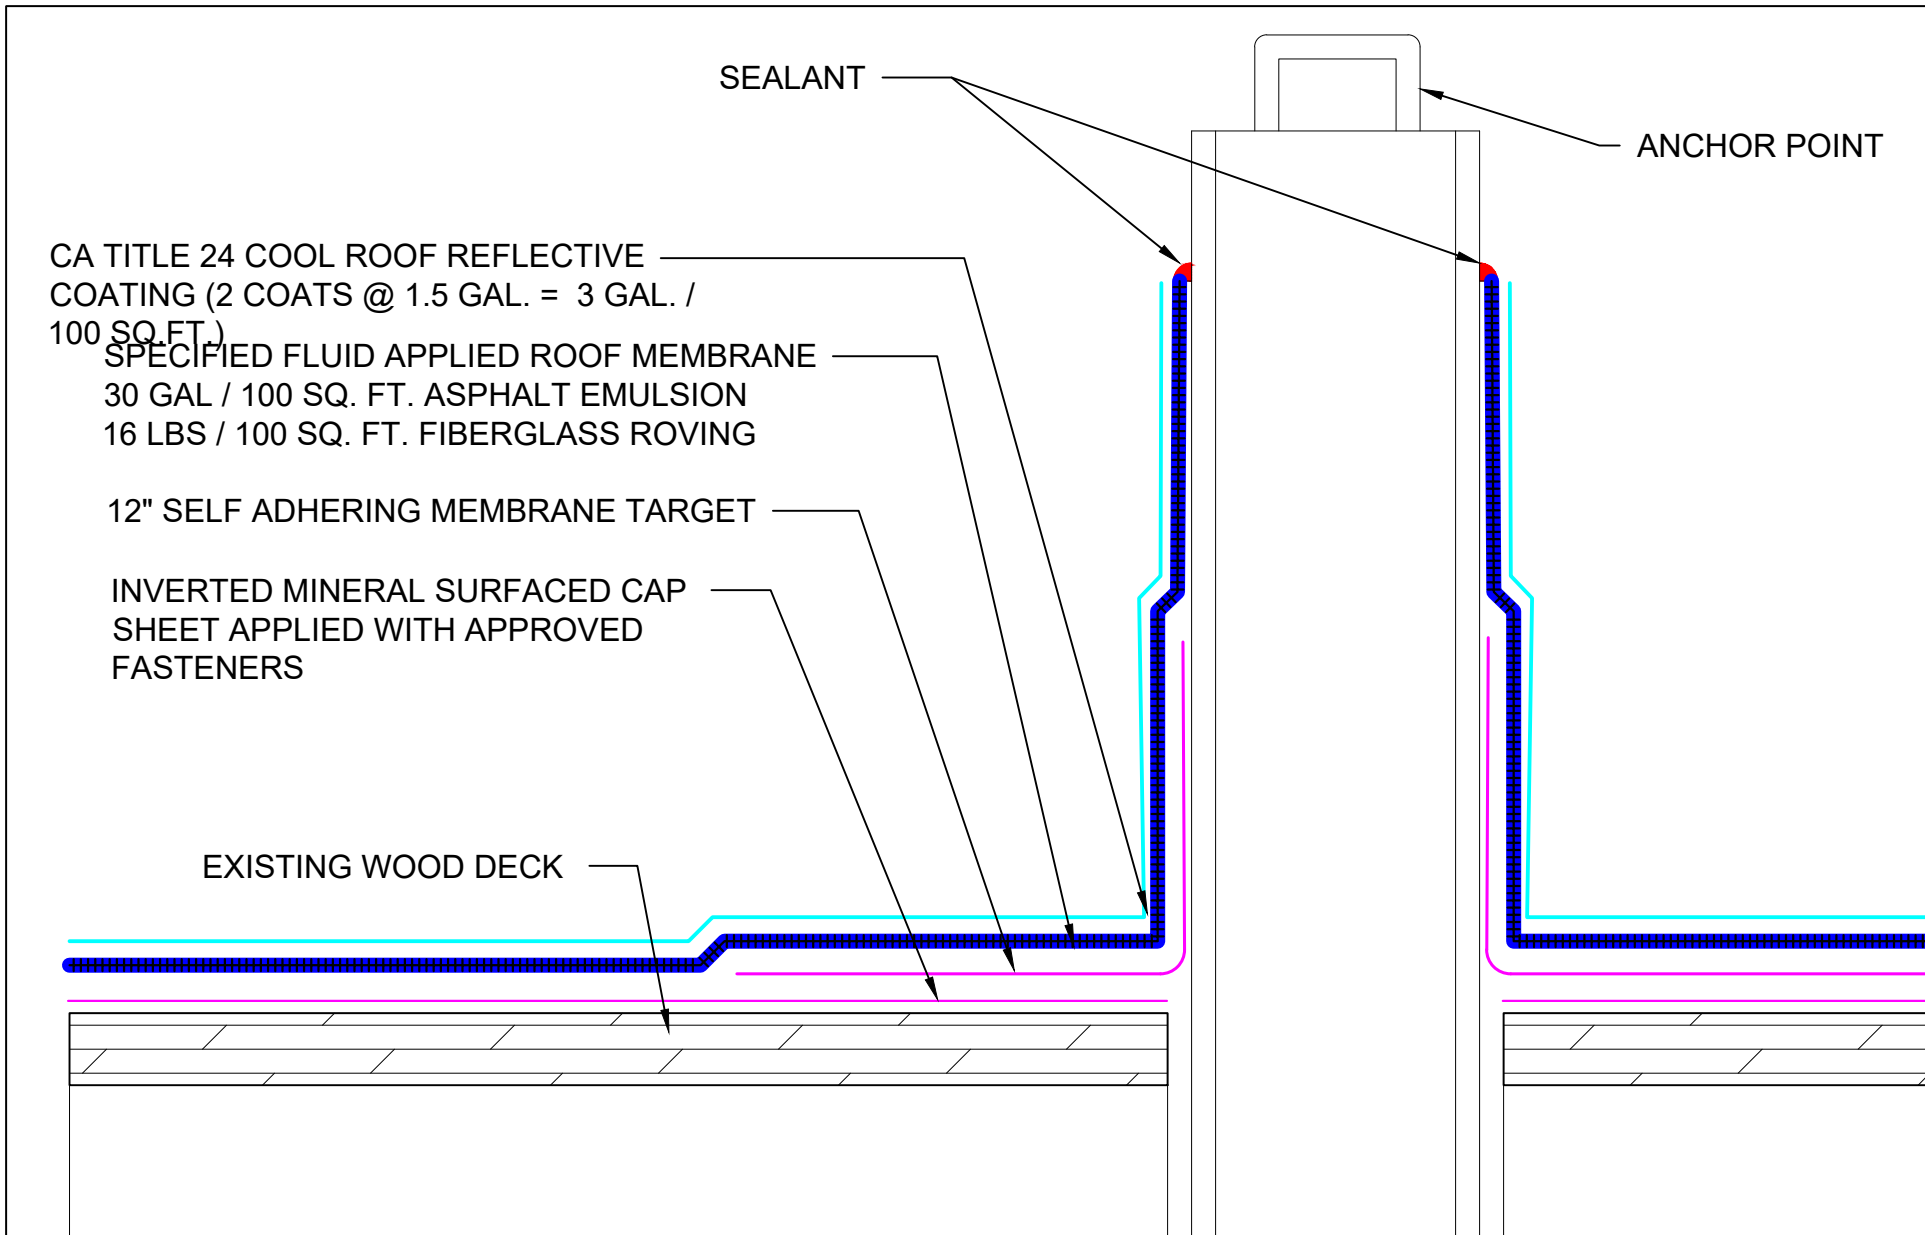 SEALANT
ANCHOR POINT
CA TITLE 24 COOL ROOF REFLECTIVE
COATING (2 COATS @ 1.5 GAL. = 3 GAL. /
100 SQ.FT.)
SPECIFIED FLUID APPLIED ROOF MEMBRANE
30 GAL / 100 SQ. FT. ASPHALT EMULSION
16 LBS / 100 SQ. FT. FIBERGLASS ROVING
12" SELF ADHERING MEMBRANE TARGET
INVERTED MINERAL SURFACED CAP
SHEET APPLIED WITH APPROVED
FASTENERS
EXISTING WOOD DECK